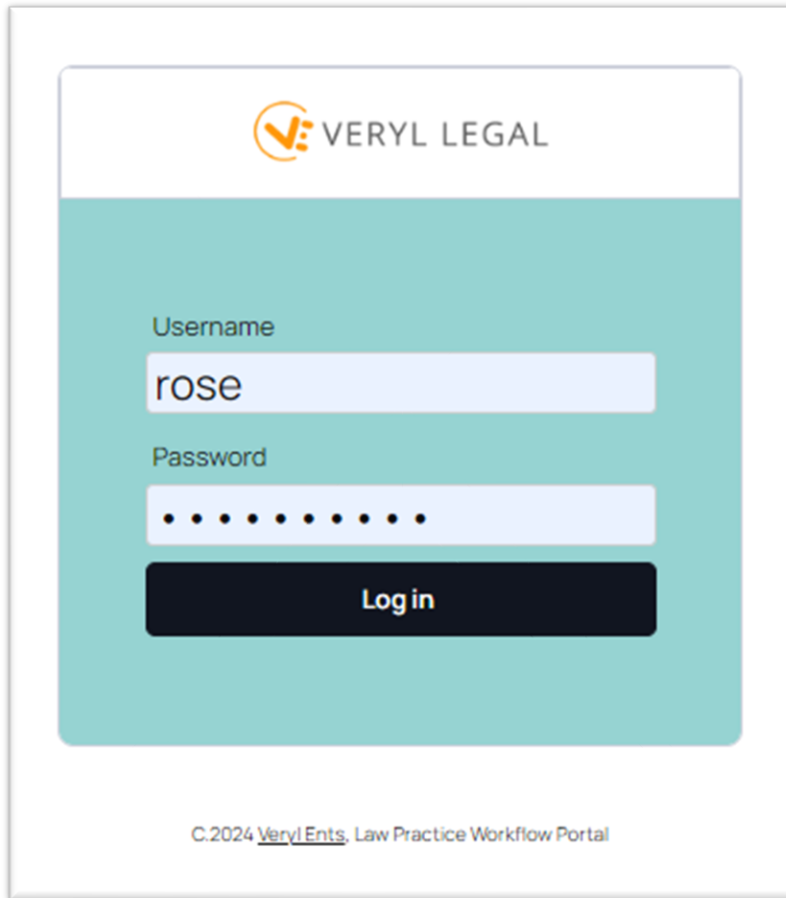 VERYL LEGAL
Username
rose
Password
••••••••••
Log in
C.2024 Veryl Ents, Law Practice Workflow Portal